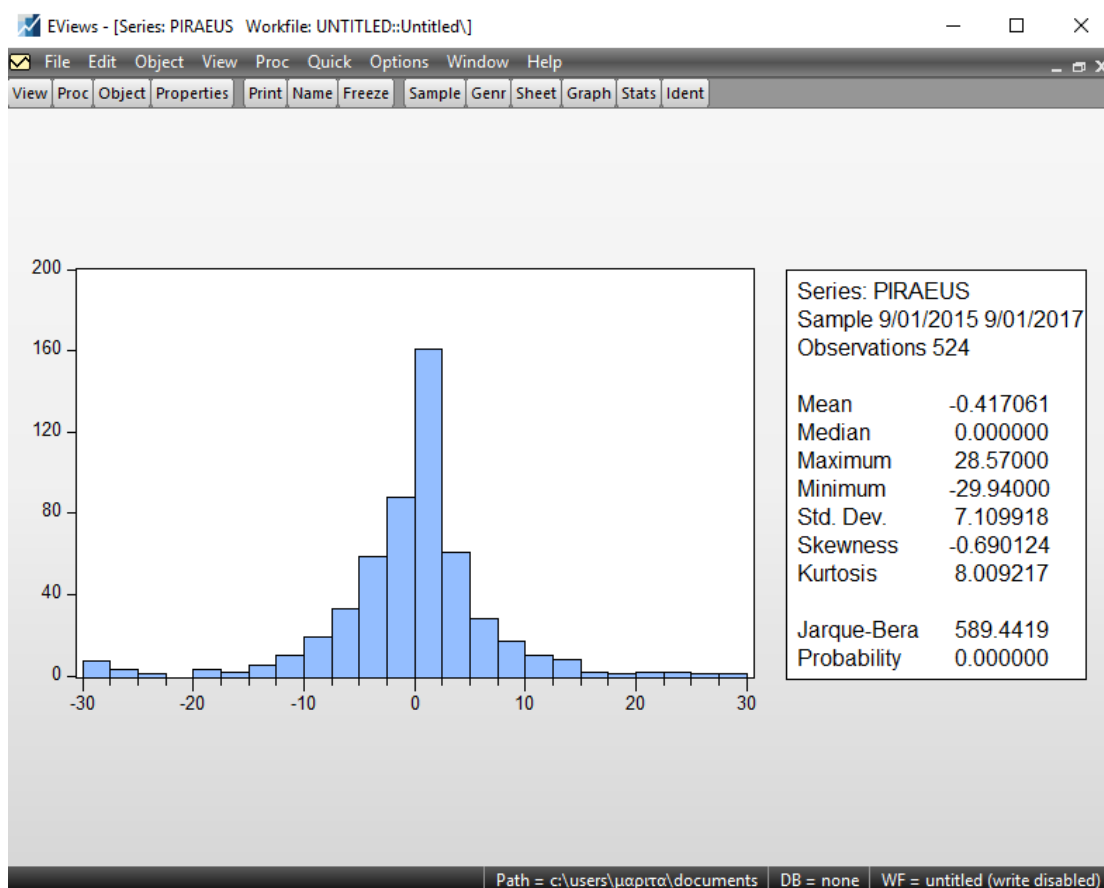 EViews - [Series: PIRAEUS Workfile: UNTITLED::Untitled\]
File Edit Object View Proc Quick Options Window Help
View Proc Object Properties Print Name Freeze Sample Genr Sheet Graph Stats Ident
200
160
120
80
40
0
-30 -20 -10 0 10 20 30
Series: PIRAEUS
Sample 9/01/2015 9/01/2017
Observations 524
Mean -0.417061
Median 0.000000
Maximum 28.57000
Minimum -29.94000
Std. Dev. 7.109918
Skewness -0.690124
Kurtosis 8.009217
Jarque-Bera 589.4419
Probability 0.000000
Path = c:\users\μαριτα\documents DB = none WF = untitled (write disabled)